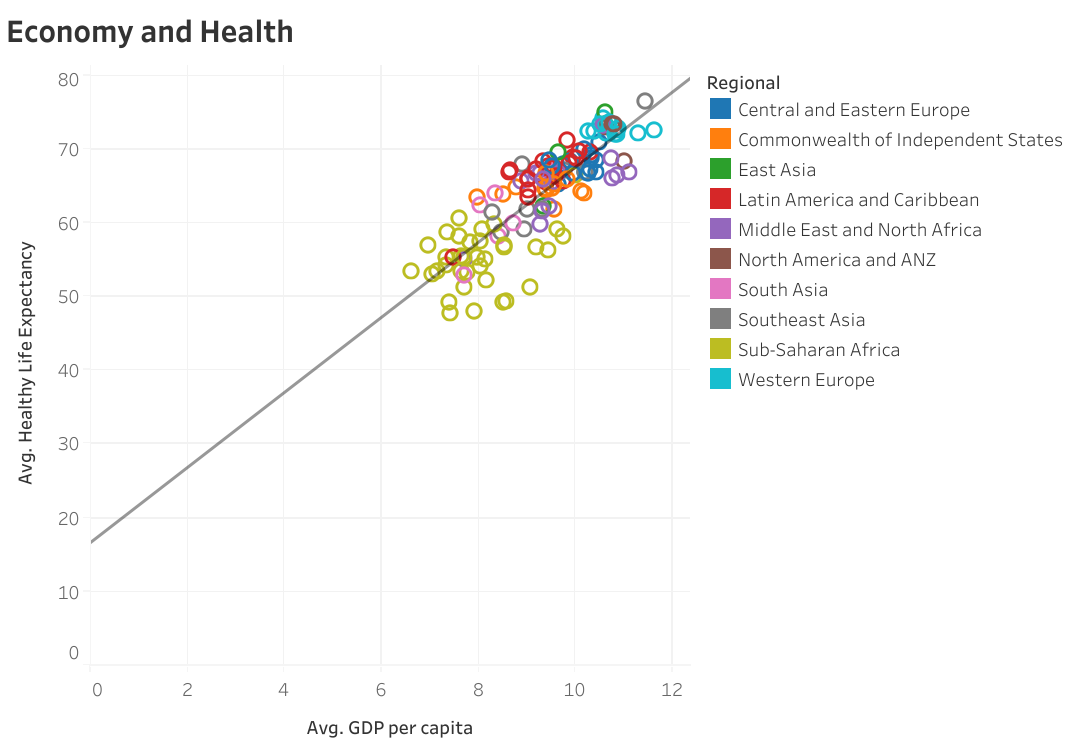 Economy and Health
Regional
Central and Eastern Europe
Commonwealth of Independent States
East Asia
Latin America and Caribbean
Middle East and North Africa
North America and ANZ
South Asia
Southeast Asia
Sub-Saharan Africa
Western Europe
Avg. Healthy Life Expectancy
80
70
60
50
40
30
20
10
0
0 2 4 6 8 10 12
Avg. GDP per capita